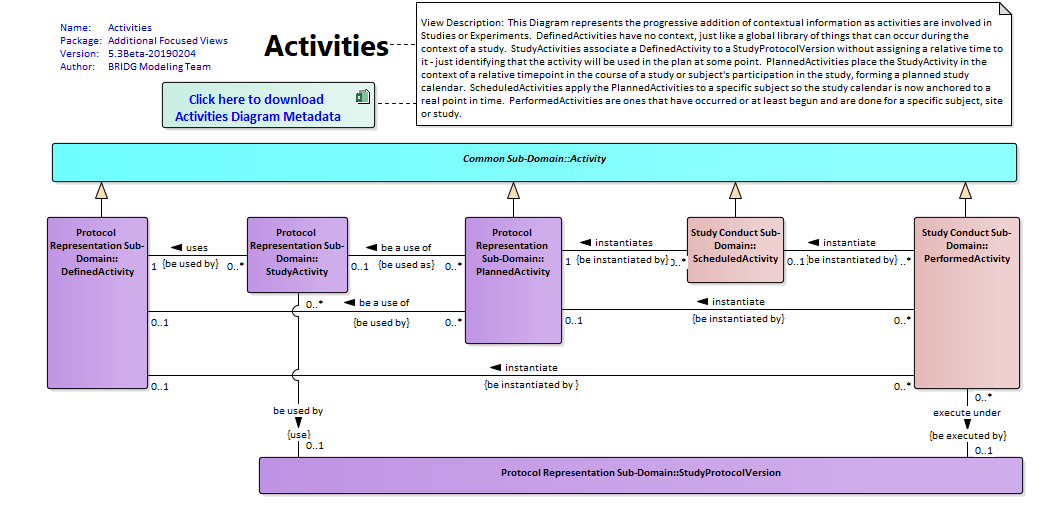 Name: Activities
Package: Additional Focused Views
Version: 5.3Beta-20190204
Author: BRIDG Modeling Team
Activities
View Description: This Diagram represents the progressive addition of contextual information as activities are involved in
Studies or Experiments. DefinedActivities have no context, just like a global library of things that can occur during the
context of a study. StudyActivities associate a DefinedActivity to a StudyProtocolVersion without assigning a relative time to
it - just identifying that the activity will be used in the plan at some point. PlannedActivities place the StudyActivity in the
context of a relative timepoint in the course of a study or subject's participation in the study, forming a planned study
calendar. ScheduledActivities apply the PlannedActivities to a specific subject so the study calendar is now anchored to a
real point in time. PerformedActivities are ones that have occurred or at least begun and are done for a specific subject, site
or study.
Click here to download
Activities Diagram Metadata
Common Sub-Domain::Activity
Protocol
Representation Sub-
Domain::
DefinedActivity
uses
1 {be used by} 0..*
Protocol
Representation Sub-
Domain::
StudyActivity
be a use of
0..1 {be used as} 0..*
Protocol
Representation
Sub-Domain::
PlannedActivity
instantiates
1 {be instantiated by} 0..*
Study Conduct Sub-
Domain::
ScheduledActivity
instantiate
0..1 {be instantiated by} ..*
Study Conduct Sub-
Domain::
PerformedActivity
0..*
be a use of
0..1 {be used by} 0..*
instantiate
0..1 {be instantiated by} 0..*
instantiate
0..1 {be instantiated by } 0..*
be used by
{use}
0..1
0..*
execute under
{be executed by}
0..1
Protocol Representation Sub-Domain::StudyProtocolVersion